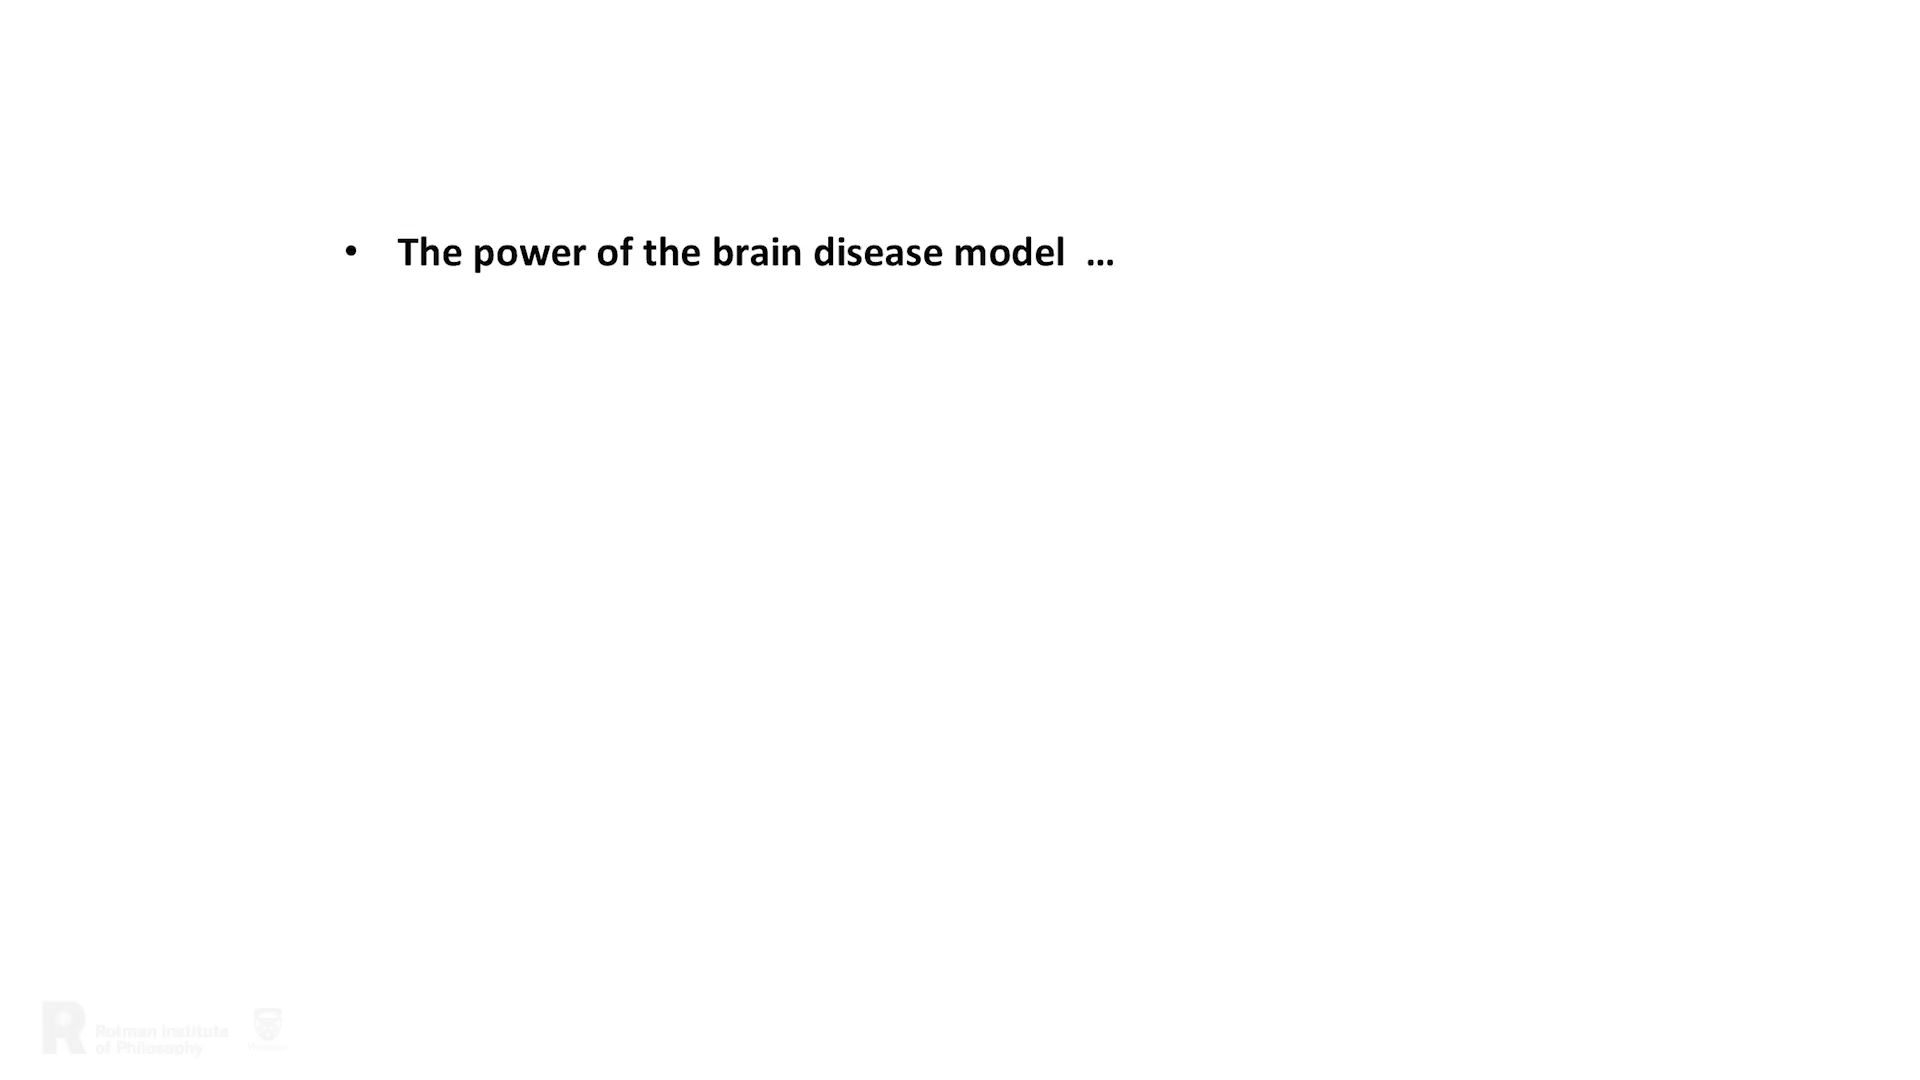 • The power of the brain disease model  ...
Rotman Institute
of Philosophy